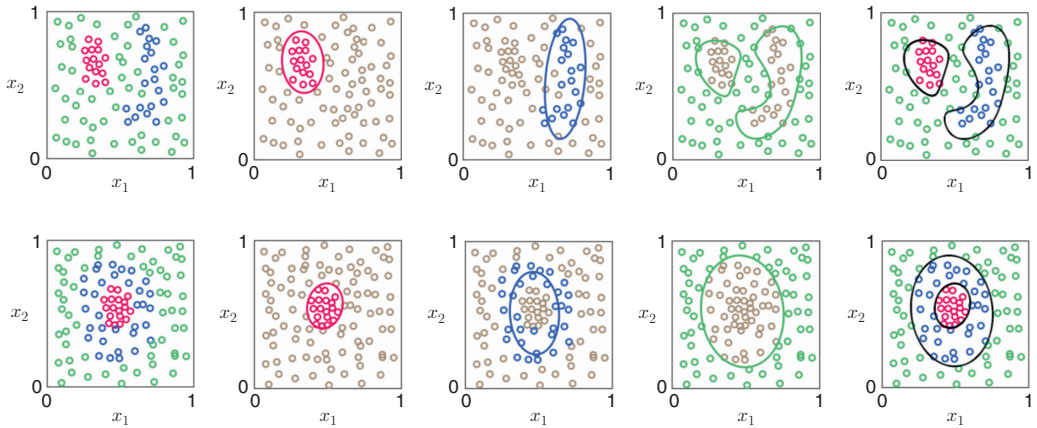 1 1 1 1 1
x₂ x₂ x₂ x₂ x₂
0 0 0 0 0
0 1 0 1 0 1 0 1 0 1
x₁ x₁ x₁ x₁ x₁
1 1 1 1 1
x₂ x₂ x₂ x₂ x₂
0 0 0 0 0
0 1 0 1 0 1 0 1 0 1
x₁ x₁ x₁ x₁ x₁